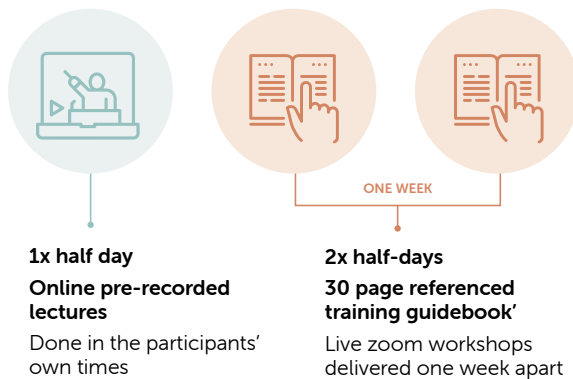 ONE WEEK
1x half day
Online pre-recorded
lectures
Done in the participants’
own times
2x half-days
30 page referenced
training guidebook’
Live zoom workshops
delivered one week apart